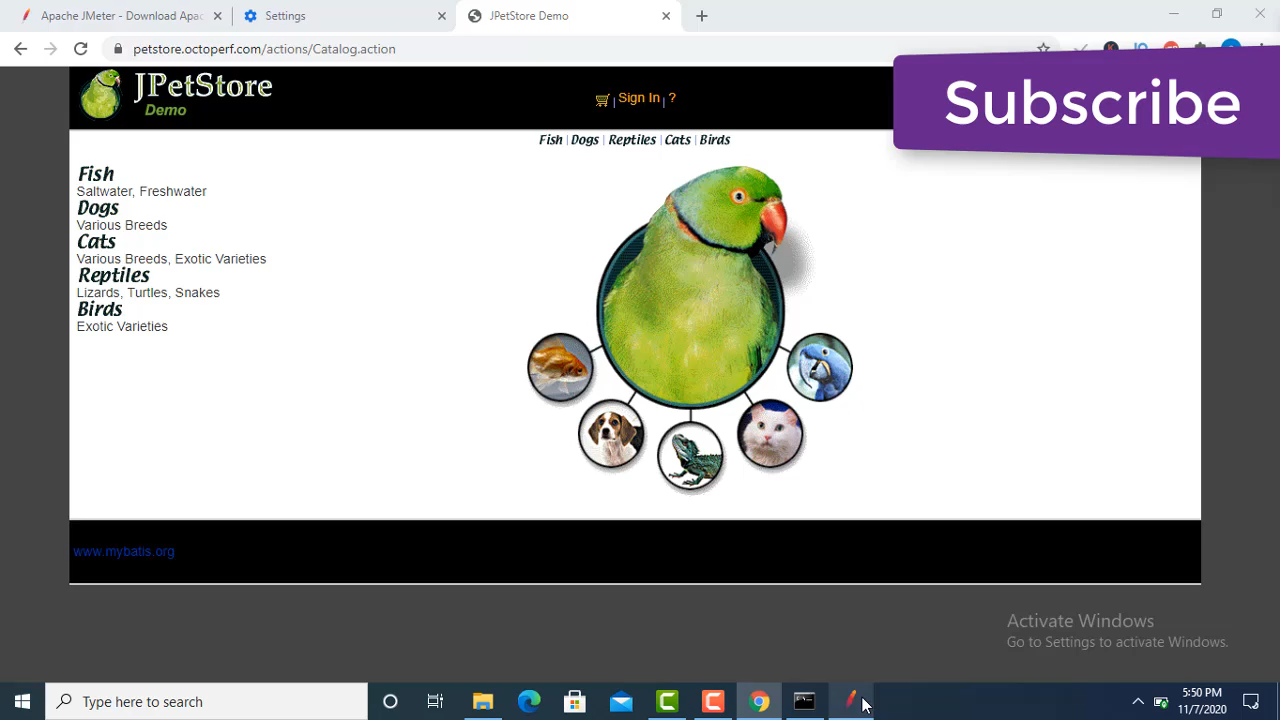 Apache JMeter - Download Apac
Settings
JPetStore Demo
petstore.octoperf.com/actions/Catalog.action
JPetStore
Demo
Sign In | ?
Subscribe
Fish | Dogs | Reptiles | Cats | Birds
Fish
Saltwater, Freshwater
Dogs
Various Breeds
Cats
Various Breeds, Exotic Varieties
Reptiles
Lizards, Turtles, Snakes
Birds
Exotic Varieties
www.mybatis.org
Activate Windows
Go to Settings to activate Windows.
Type here to search
5:50 PM
11/7/2020